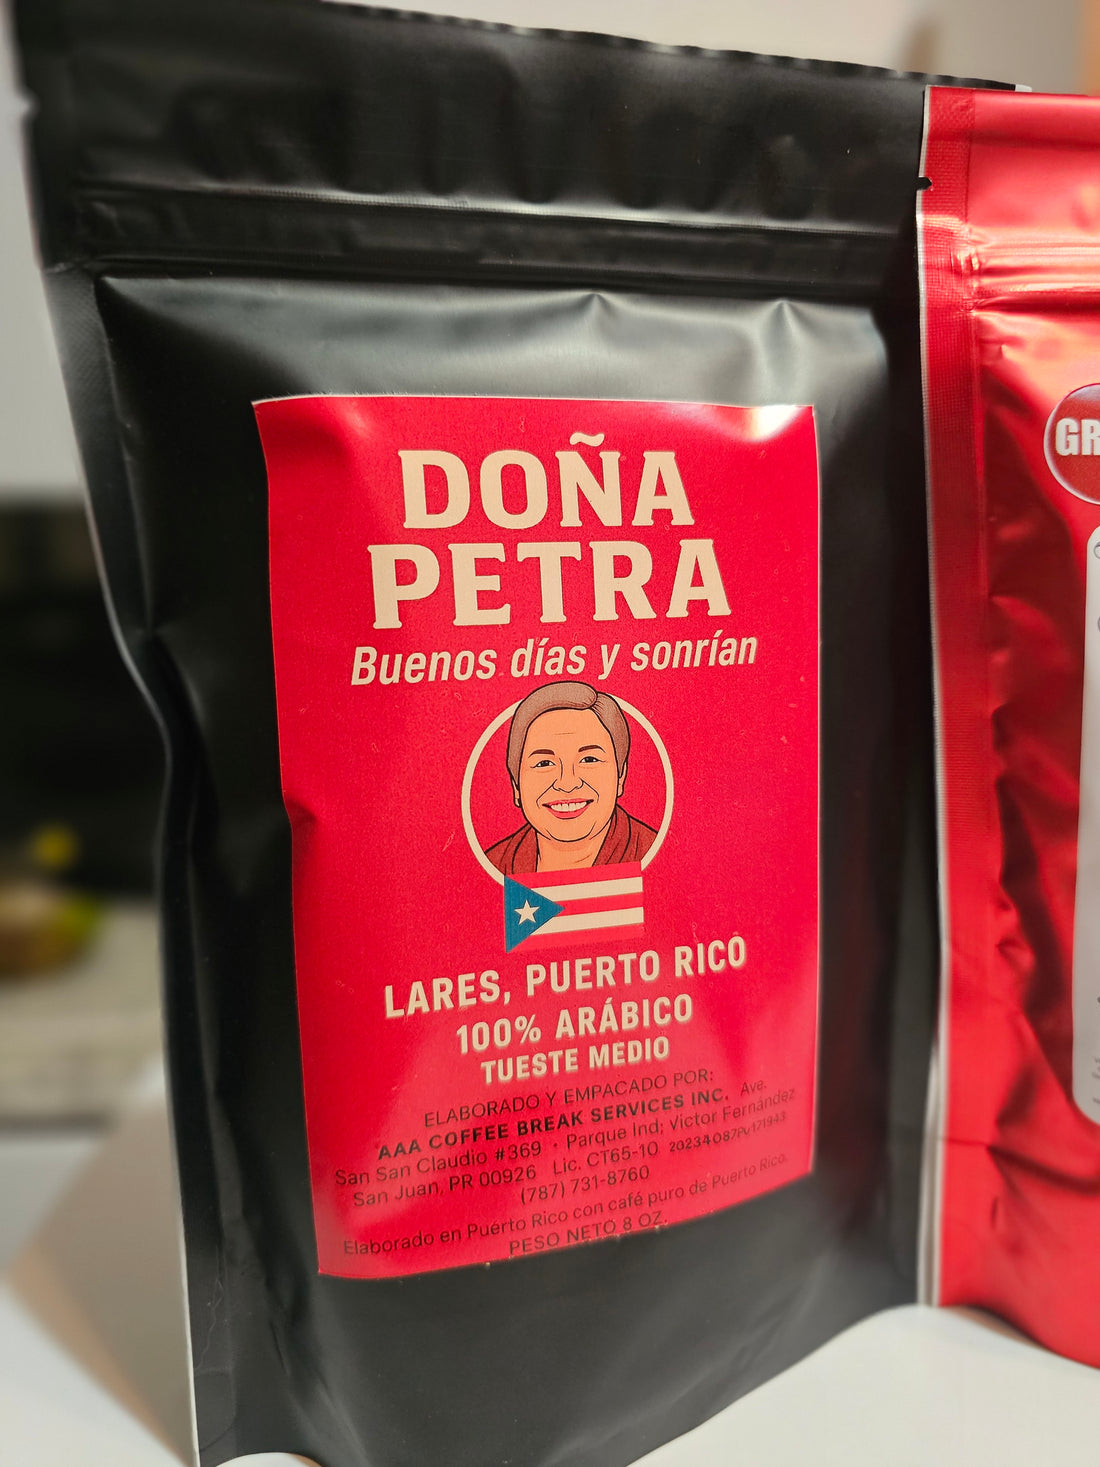 DOÑA
PETRA
Buenos días y sonrían
LARES, PUERTO RICO
100% ARÁBICO
TUESTE MEDIO
ELABORADO Y EMPACADO POR:
AAA COFFEE BREAK SERVICES INC. Ave.
San San Claudio #369 · Parque Ind; Victor Fernández
San Juan, PR 00926 Lic. CT65-10
(787) 731-8760
Elaborado en Puerto Rico con café puro de Puerto Rico.
PESO NETO 8 OZ.
GR